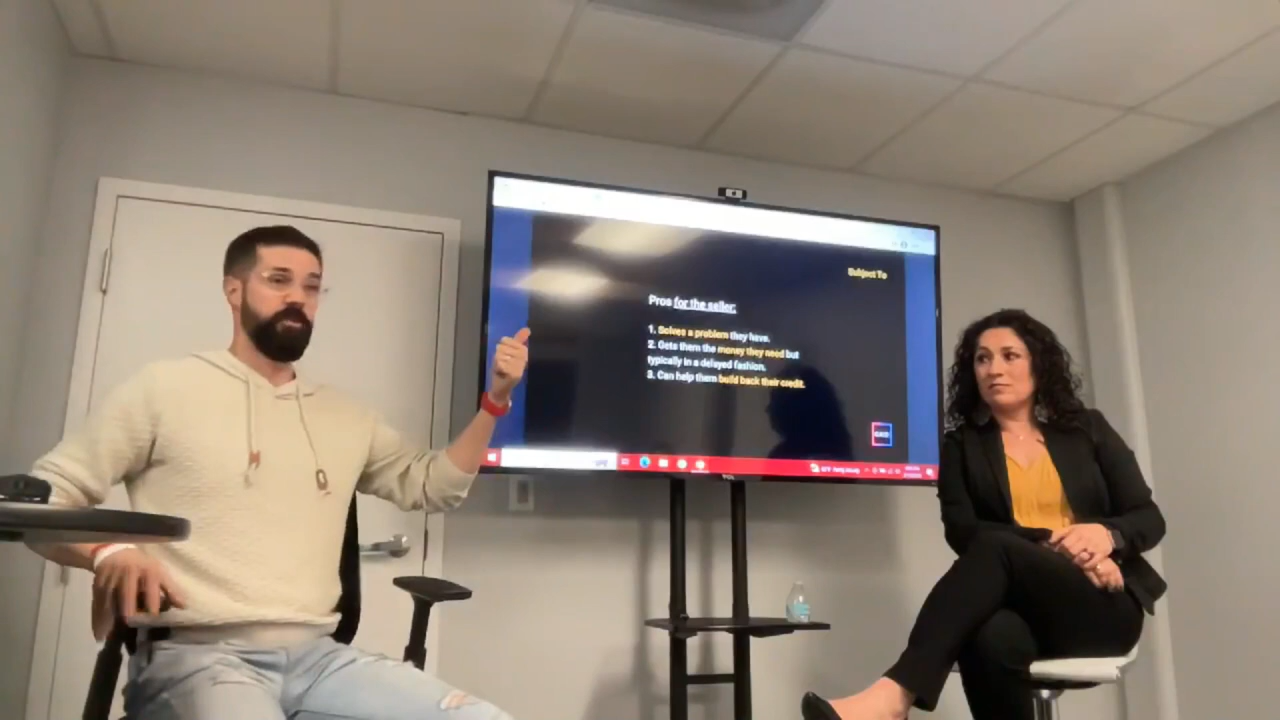 Subject To
Pros for the seller:
1. Solves a problem they have.
2. Gets them the money they need but
typically in a delayed fashion.
3. Can help them build back their credit.
TCL